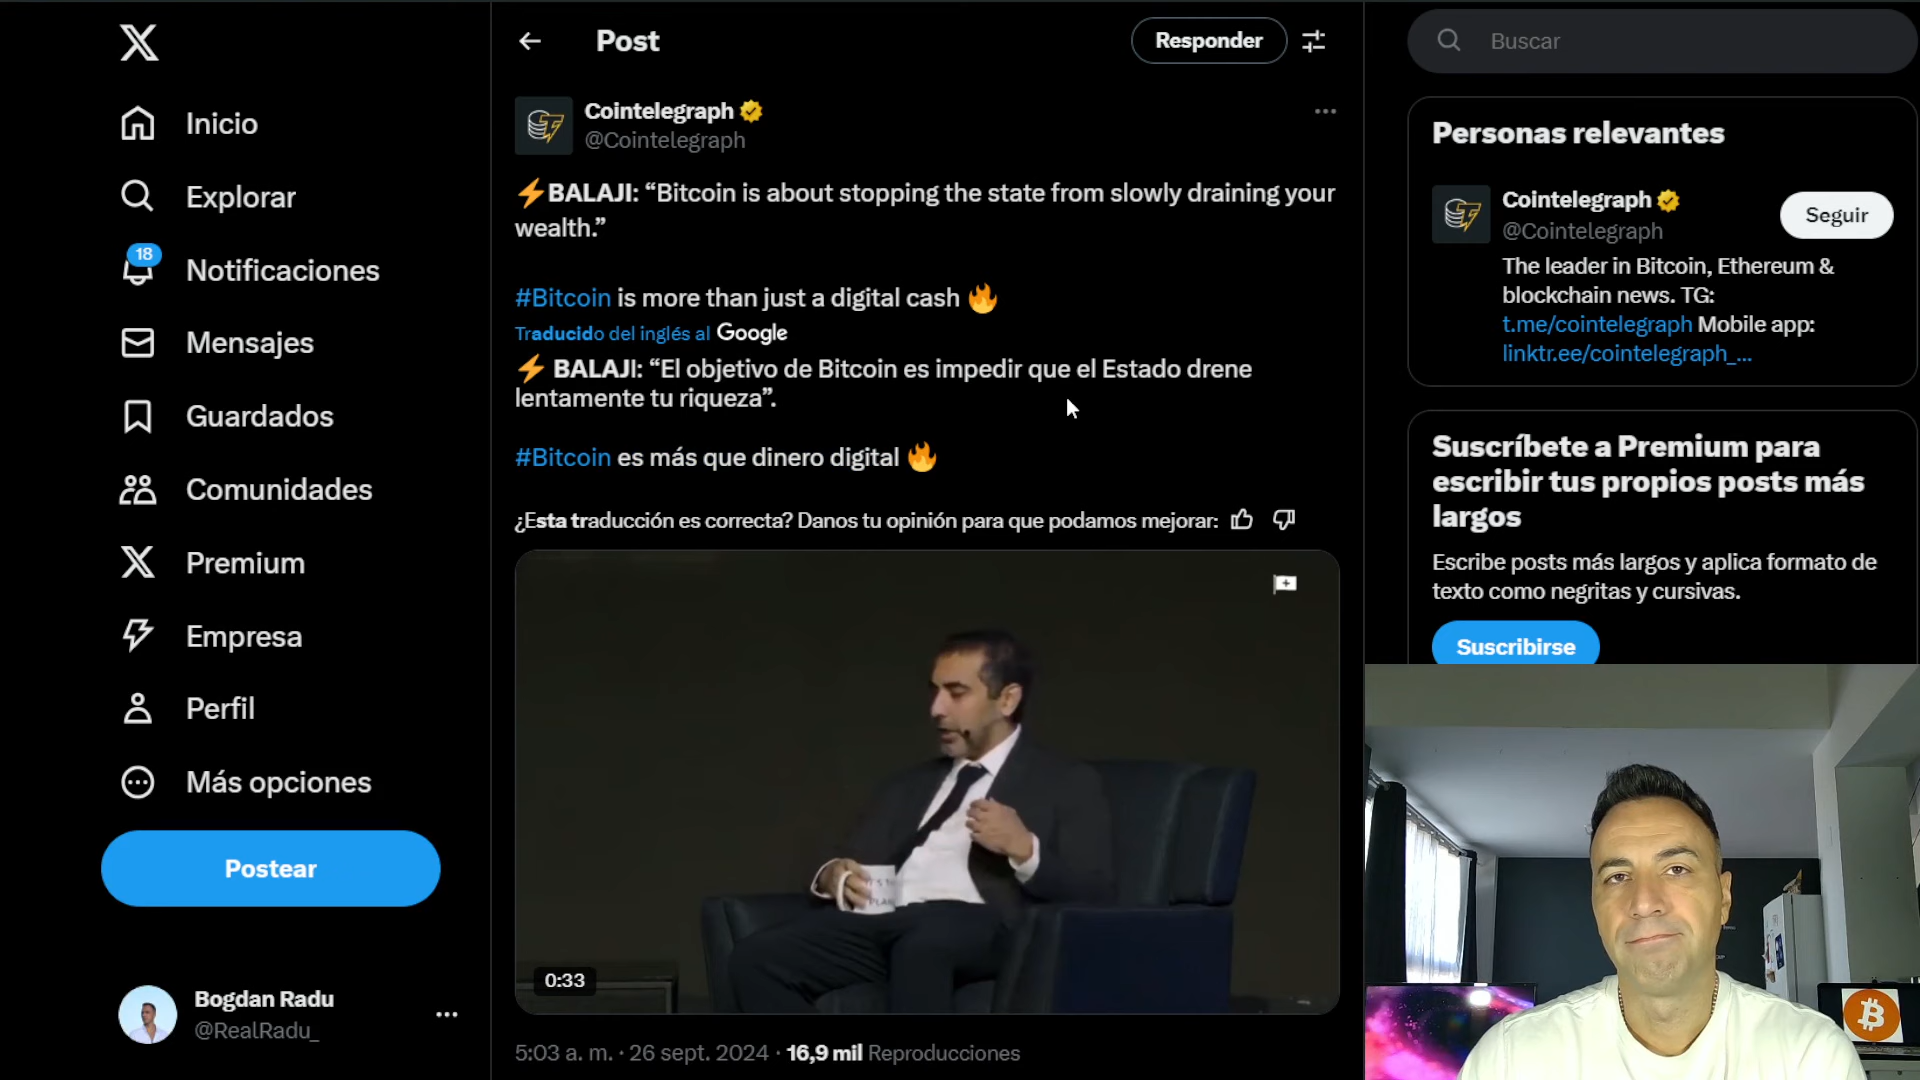 Inicio
Explorar
18
Notificaciones
Mensajes
Guardados
Comunidades
Premium
Empresa
Perfil
Más opciones
Postear
Bogdan Radu
@RealRadu_
Post
Responder
Cointelegraph
@Cointelegraph
⚡BALAJI: “Bitcoin is about stopping the state from slowly draining your
wealth.”
#Bitcoin is more than just a digital cash 🔥
Traducido del inglés al Google
⚡ BALAJI: “El objetivo de Bitcoin es impedir que el Estado drene
lentamente tu riqueza”.
#Bitcoin es más que dinero digital 🔥
¿Esta traducción es correcta? Danos tu opinión para que podamos mejorar:
0:33
5:03 a. m. · 26 sept. 2024 · 16,9 mil Reproducciones
Buscar
Personas relevantes
Cointelegraph
@Cointelegraph
Seguir
The leader in Bitcoin, Ethereum &
blockchain news. TG:
t.me/cointelegraph Mobile app:
linktr.ee/cointelegraph_...
Suscríbete a Premium para
escribir tus propios posts más
largos
Escribe posts más largos y aplica formato de
texto como negritas y cursivas.
Suscribirse